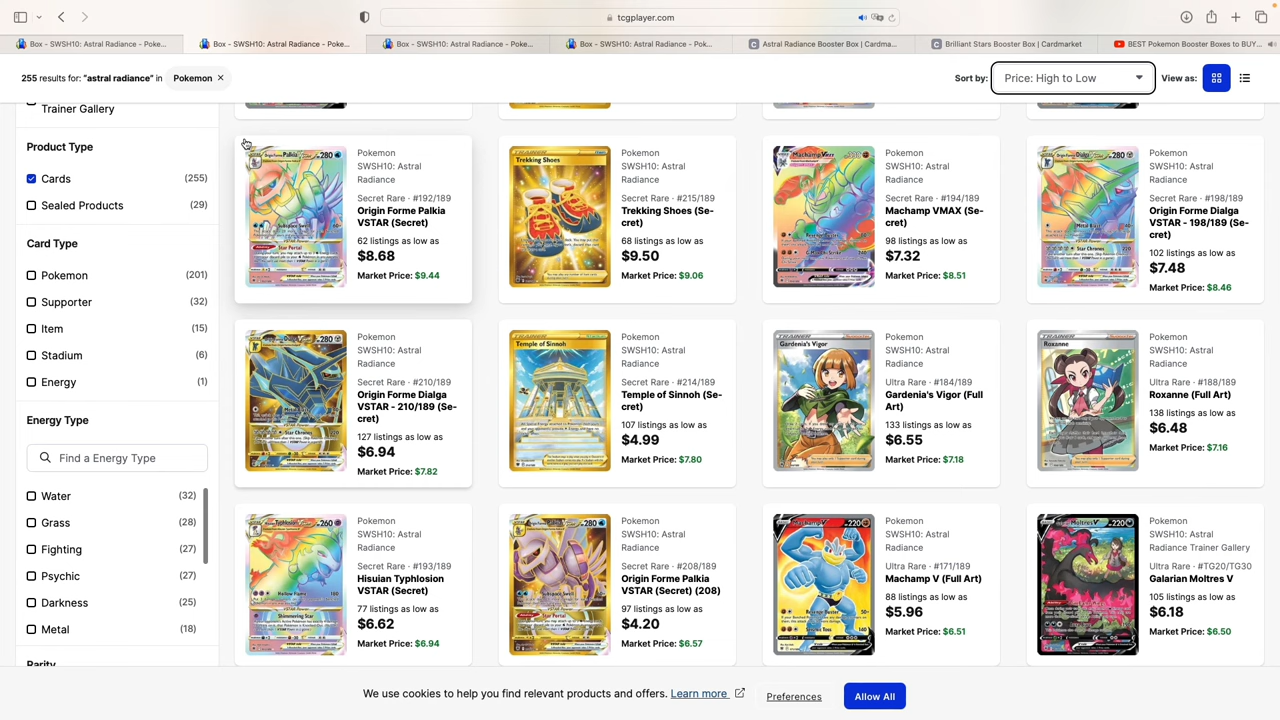 tcgplayer.com
Box - SWSH10: Astral Radiance - Poke...
Box - SWSH10: Astral Radiance - Poke...
Box - SWSH10: Astral Radiance - Poke...
Box - SWSH10: Astral Radiance - Poke...
Astral Radiance Booster Box | Cardma...
Brilliant Stars Booster Box | Cardmarket
BEST Pokemon Booster Boxes to BUY...
255 results for: "astral radiance" in
Pokemon ×
Sort by:
Price: High to Low
View as:
Trainer Gallery
Product Type
Cards (255)
Sealed Products (29)
Card Type
Pokemon (201)
Supporter (32)
Item (15)
Stadium (6)
Energy (1)
Energy Type
Find a Energy Type
Water (32)
Grass (28)
Fighting (27)
Psychic (27)
Darkness (25)
Metal (18)
Rarity
Pokemon
SWSH10: Astral
Radiance
Secret Rare · #192/189
Origin Forme Palkia
VSTAR (Secret)
62 listings as low as
$8.68
Market Price: $9.44
Trekking Shoes
Pokemon
SWSH10: Astral
Radiance
Secret Rare · #215/189
Trekking Shoes (Se-
cret)
68 listings as low as
$9.50
Market Price: $9.06
Pokemon
SWSH10: Astral
Radiance
Secret Rare · #194/189
Machamp VMAX (Se-
cret)
98 listings as low as
$7.32
Market Price: $8.51
Pokemon
SWSH10: Astral
Radiance
Secret Rare · #198/189
Origin Forme Dialga
VSTAR - 198/189 (Se-
cret)
102 listings as low as
$7.48
Market Price: $8.46
Pokemon
SWSH10: Astral
Radiance
Secret Rare · #210/189
Origin Forme Dialga
VSTAR - 210/189 (Se-
cret)
127 listings as low as
$6.94
Market Price: $7.82
TRAINER
Temple of Sinnoh
Pokemon
SWSH10: Astral
Radiance
Secret Rare · #214/189
Temple of Sinnoh (Se-
cret)
107 listings as low as
$4.99
Market Price: $7.80
TRAINER
Gardenia's Vigor
Pokemon
SWSH10: Astral
Radiance
Ultra Rare · #184/189
Gardenia's Vigor (Full
Art)
133 listings as low as
$6.55
Market Price: $7.18
TRAINER
Roxanne
Pokemon
SWSH10: Astral
Radiance
Ultra Rare · #188/189
Roxanne (Full Art)
138 listings as low as
$6.48
Market Price: $7.16
Pokemon
SWSH10: Astral
Radiance
Secret Rare · #193/189
Hisuian Typhlosion
VSTAR (Secret)
77 listings as low as
$6.62
Market Price: $6.94
Pokemon
SWSH10: Astral
Radiance
Secret Rare · #208/189
Origin Forme Palkia
VSTAR (Secret) (208)
97 listings as low as
$4.20
Market Price: $6.57
Pokemon
SWSH10: Astral
Radiance
Ultra Rare · #171/189
Machamp V (Full Art)
88 listings as low as
$5.96
Market Price: $6.51
Pokemon
SWSH10: Astral
Radiance Trainer Gallery
Ultra Rare · #TG20/TG30
Galarian Moltres V
105 listings as low as
$6.18
Market Price: $6.50
We use cookies to help you find relevant products and offers. Learn more
Preferences
Allow All